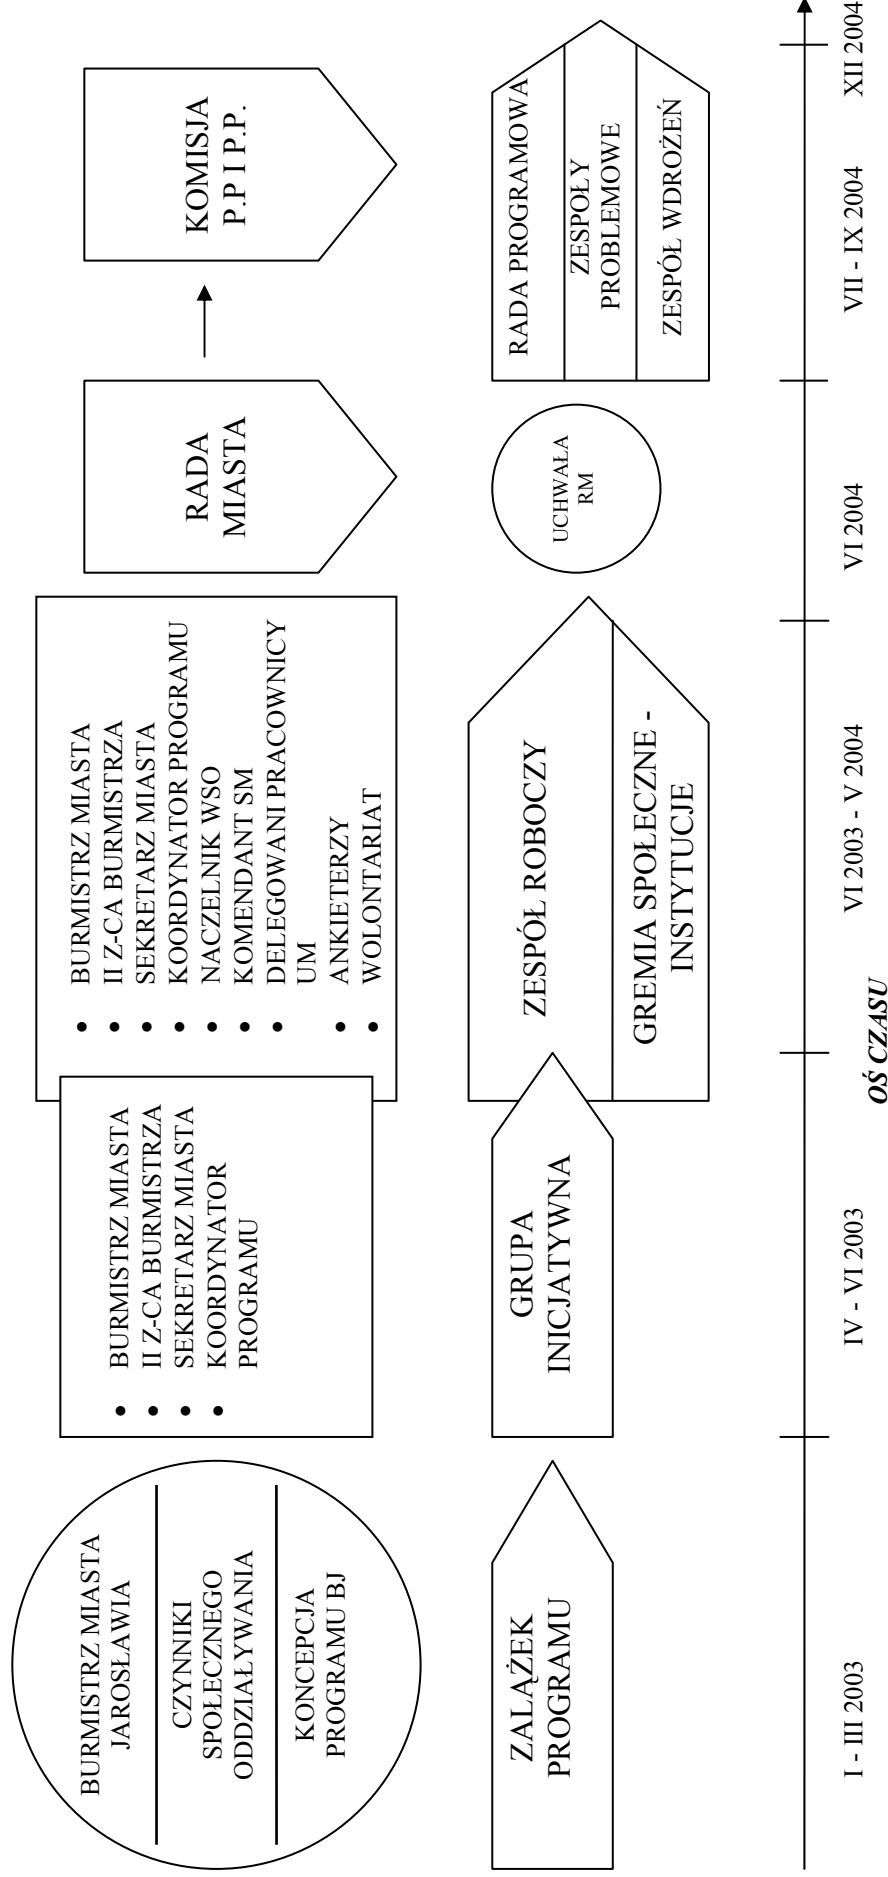 BURMISTRZ MIASTA
JAROSŁAWIA
CZYNNIKI
SPOŁECZNEGO
ODDZIAŁYWANIA
KONCEPCJA
PROGRAMU BJ
• BURMISTRZ MIASTA
• II Z-CA BURMISTRZA
• SEKRETARZ MIASTA
• KOORDYNATOR
PROGRAMU
• BURMISTRZ MIASTA
• II Z-CA BURMISTRZA
• SEKRETARZ MIASTA
• KOORDYNATOR PROGRAMU
• NACZELNIK WSO
• KOMENDANT SM
• DELEGOWANI PRACOWNICY
UM
• ANKIETERZY
• WOLONTARIAT
RADA
MIASTA
KOMISJA
P.P I P.P.
ZALĄŻEK
PROGRAMU
GRUPA
INICJATYWNA
ZESPÓŁ ROBOCZY
GREMIA SPOŁECZNE -
INSTYTUCJE
UCHWAŁA
RM
RADA PROGRAMOWA
ZESPOŁY
PROBLEMOWE
ZESPÓŁ WDROŻEŃ
I - III 2003
IV - VI 2003
VI 2003 - V 2004
VI 2004
VII - IX 2004
XII 2004
OŚ CZASU